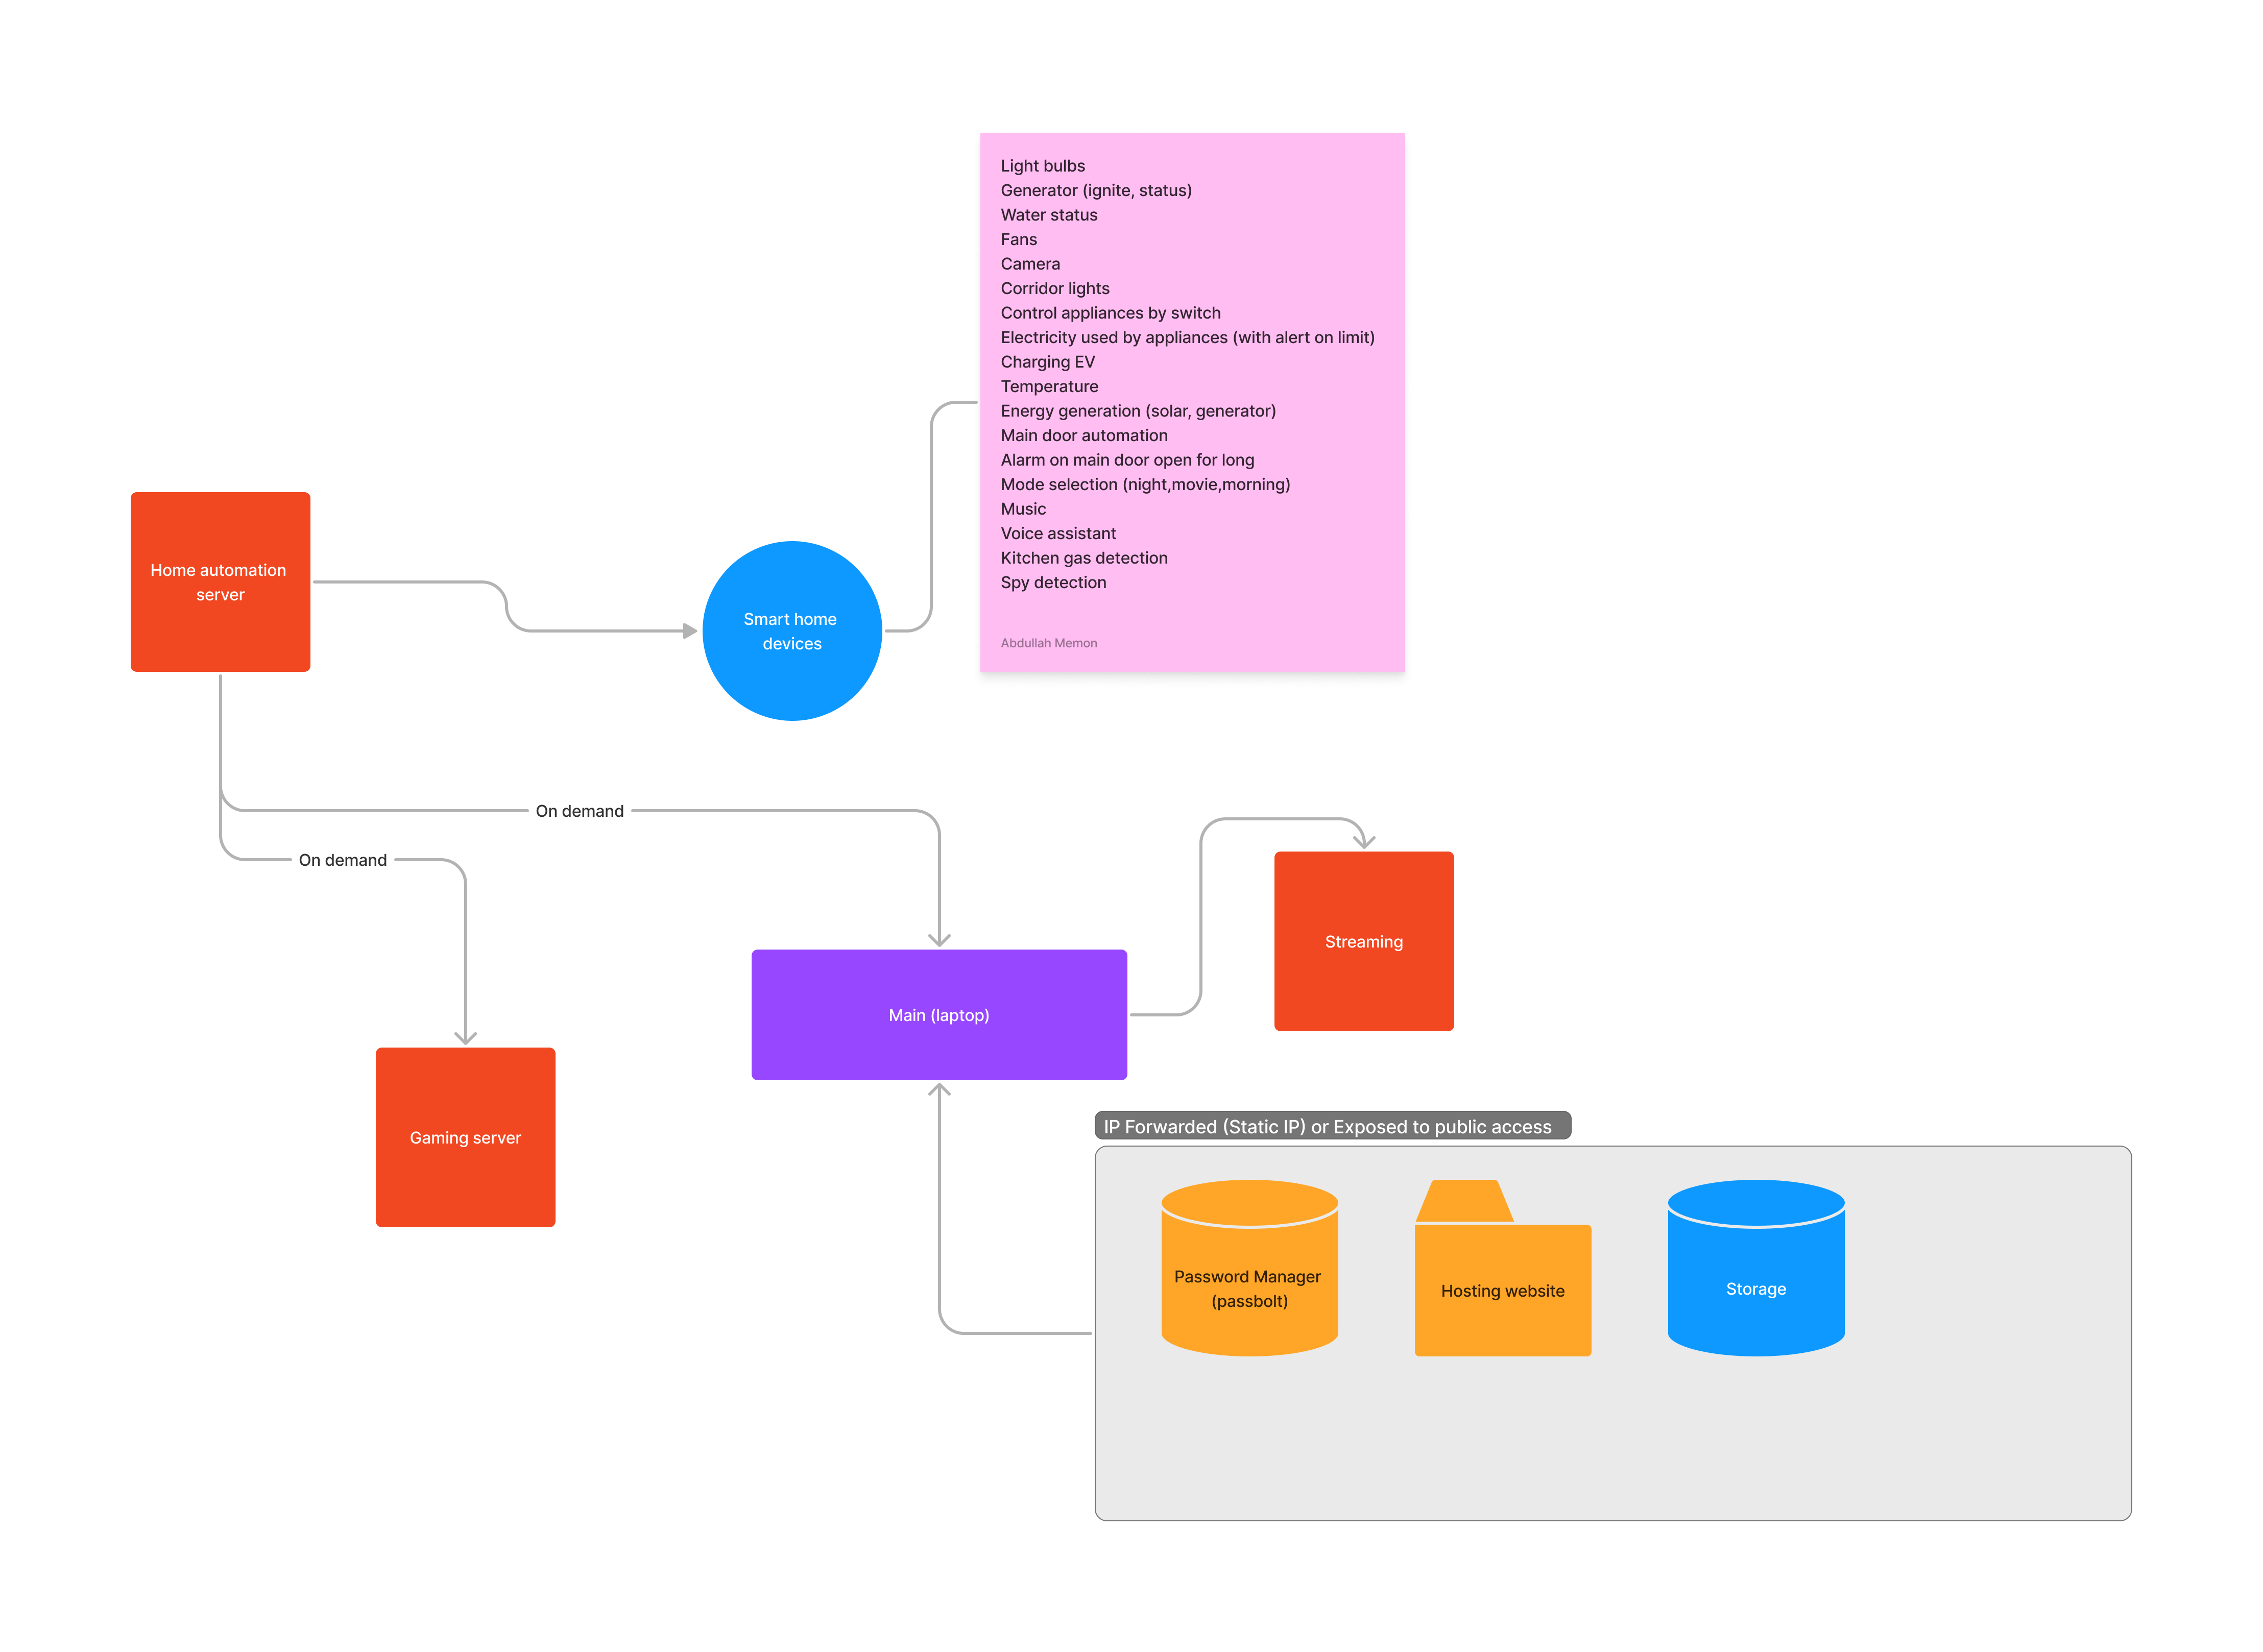 Light bulbs
Generator (ignite, status)
Water status
Fans
Camera
Corridor lights
Control appliances by switch
Electricity used by appliances (with alert on limit)
Charging EV
Temperature
Energy generation (solar, generator)
Main door automation
Alarm on main door open for long
Mode selection (night,movie,morning)
Music
Voice assistant
Kitchen gas detection
Spy detection
Abdullah Memon
Home automation
server
Smart home
devices
On demand
On demand
Streaming
Main (laptop)
Gaming server
IP Forwarded (Static IP) or Exposed to public access
Password Manager
(passbolt)
Hosting website
Storage